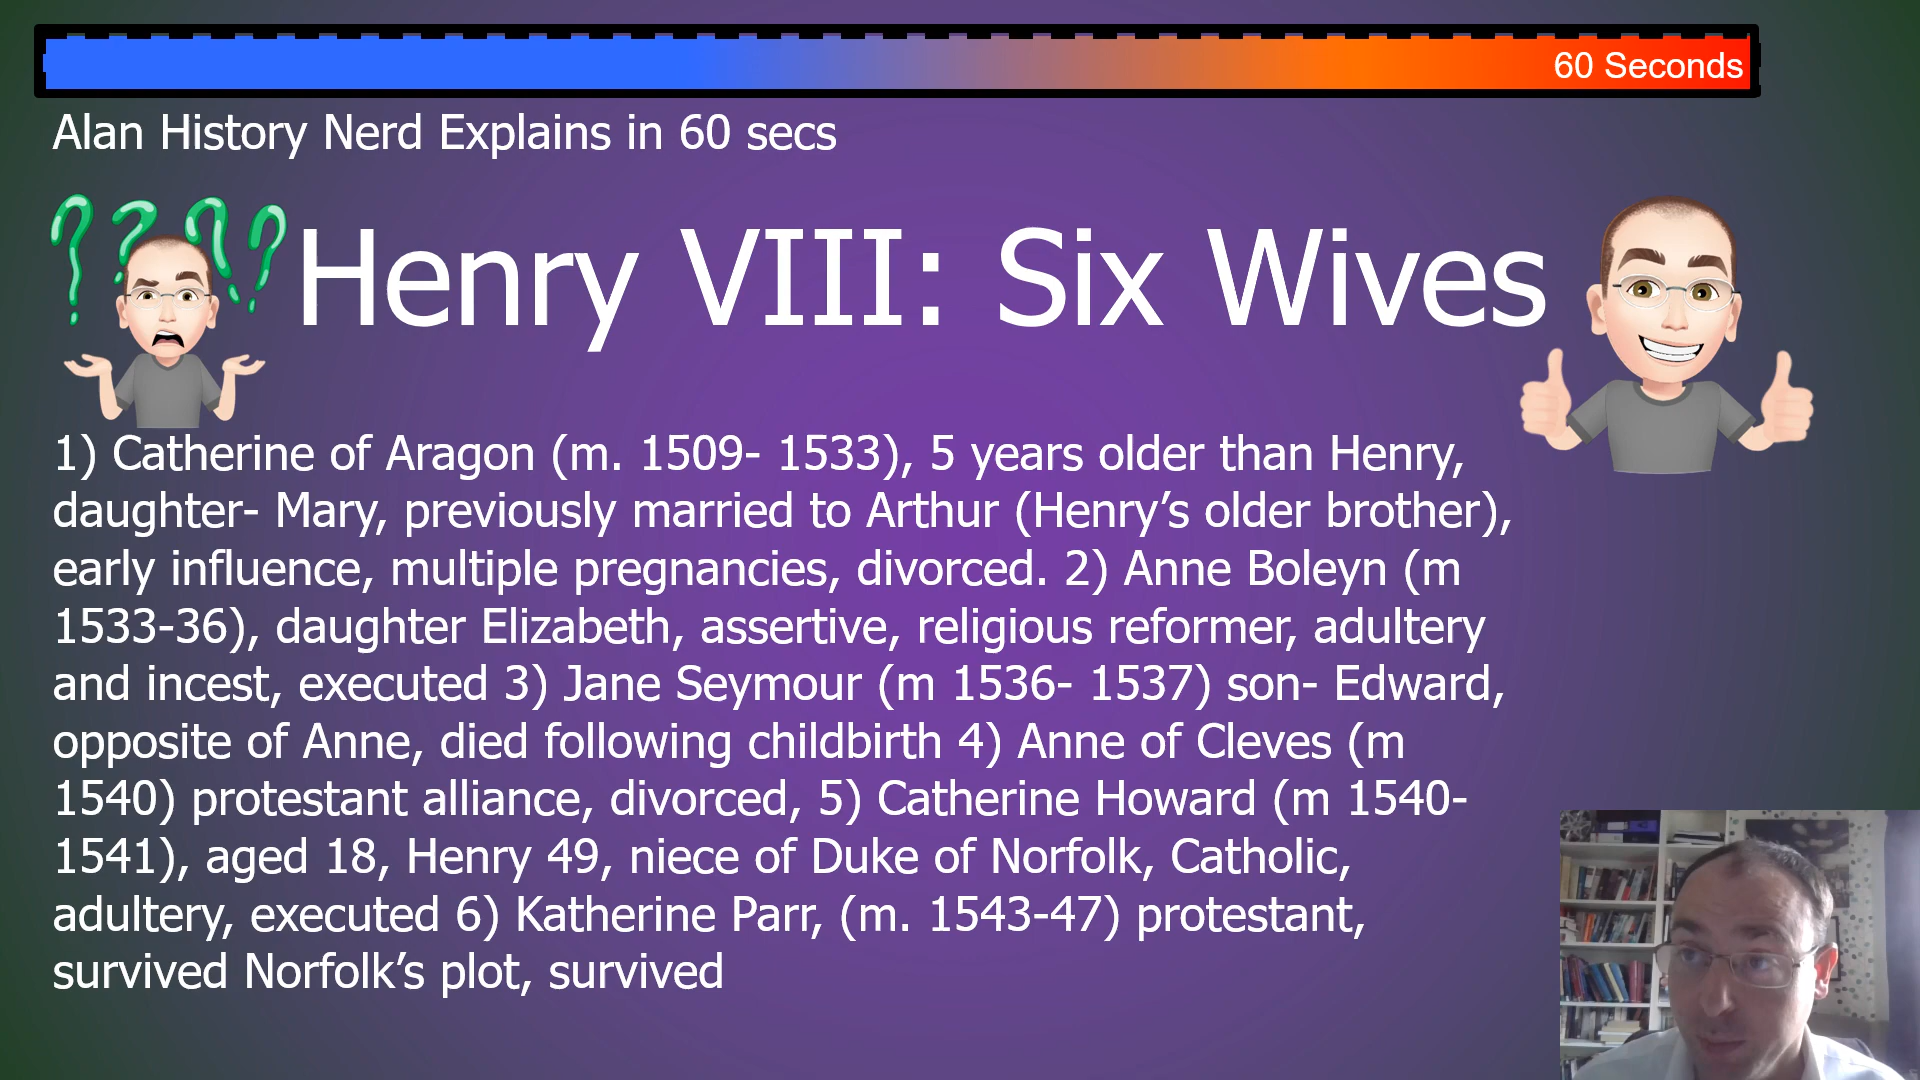 60 Seconds
Alan History Nerd Explains in 60 secs
Henry VIII: Six Wives
1) Catherine of Aragon (m. 1509- 1533), 5 years older than Henry,
daughter- Mary, previously married to Arthur (Henry’s older brother),
early influence, multiple pregnancies, divorced. 2) Anne Boleyn (m
1533-36), daughter Elizabeth, assertive, religious reformer, adultery
and incest, executed 3) Jane Seymour (m 1536- 1537) son- Edward,
opposite of Anne, died following childbirth 4) Anne of Cleves (m
1540) protestant alliance, divorced, 5) Catherine Howard (m 1540-
1541), aged 18, Henry 49, niece of Duke of Norfolk, Catholic,
adultery, executed 6) Katherine Parr, (m. 1543-47) protestant,
survived Norfolk’s plot, survived